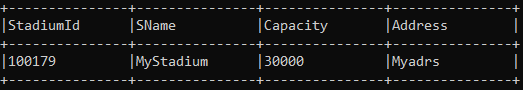 +---------------+---------------+---------------+---------------+
|StadiumId      |SName          |Capacity       |Address        |
+---------------+---------------+---------------+---------------+
|100179         |MyStadium      |30000          |Myadrs         |
+---------------+---------------+---------------+---------------+